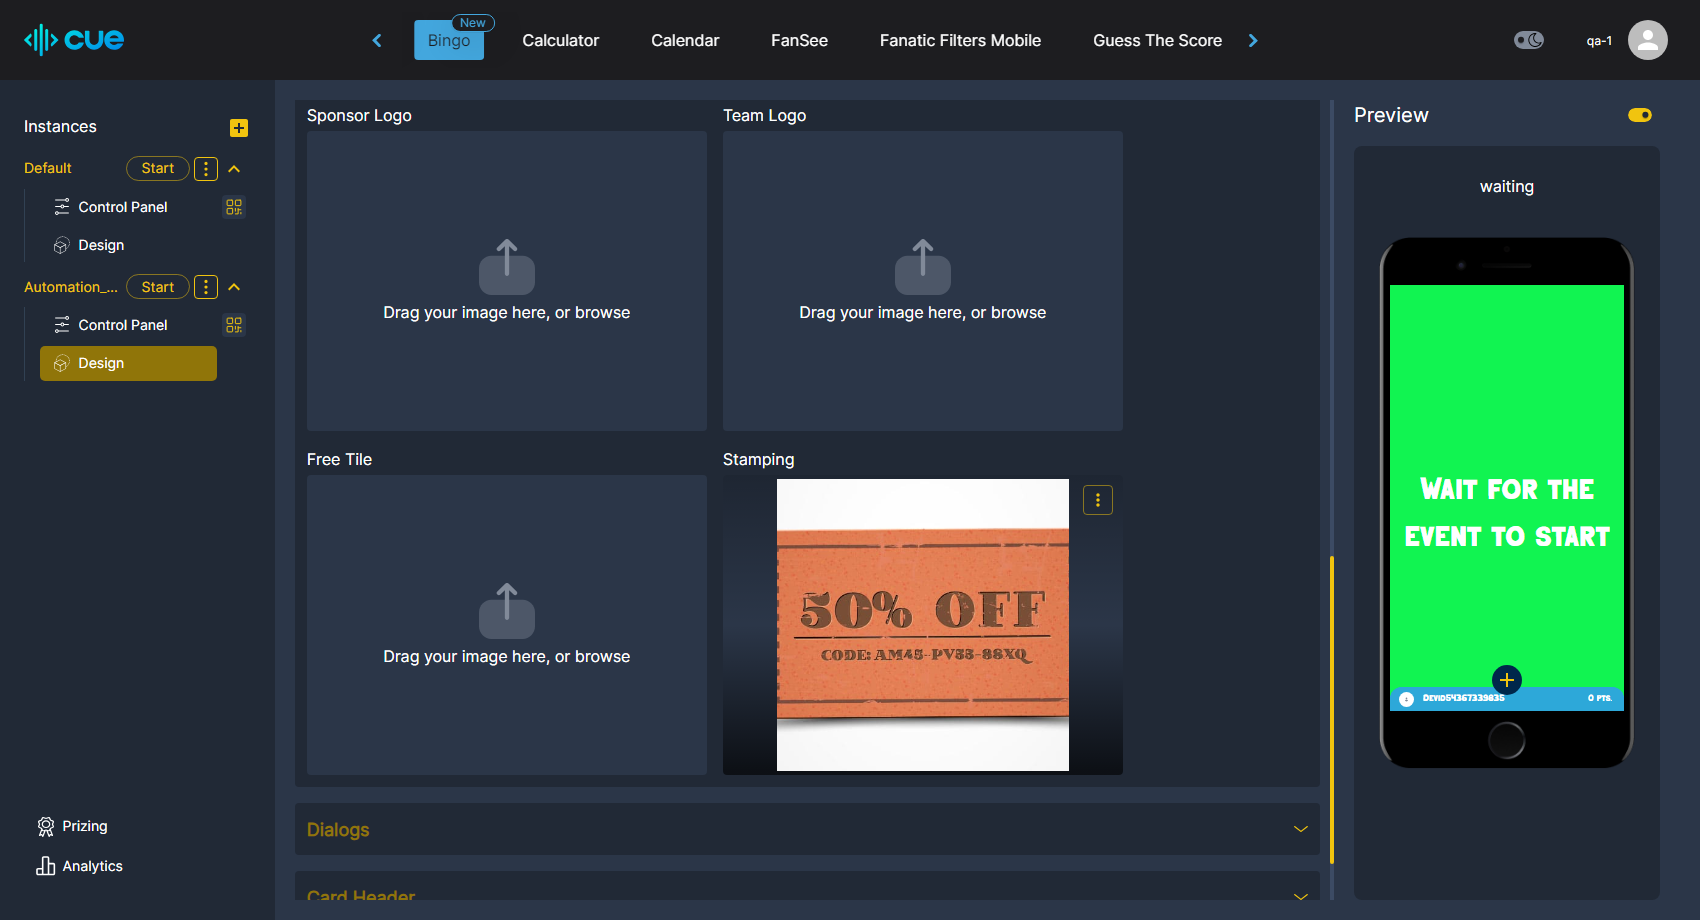 cue
New
Bingo
Calculator
Calendar
FanSee
Fanatic Filters Mobile
Guess The Score
qa-1
Instances
Default
Start
Control Panel
Design
Automation_...
Start
Control Panel
Design
Prizing
Analytics
Sponsor Logo
Team Logo
Drag your image here, or browse
Drag your image here, or browse
Free Tile
Stamping
Drag your image here, or browse
50% OFF
CODE: AM45-PV53-88XQ
Dialogs
Card Header
Preview
waiting
WAIT FOR THE
EVENT TO START
DEVID54367339835
0 PTS.